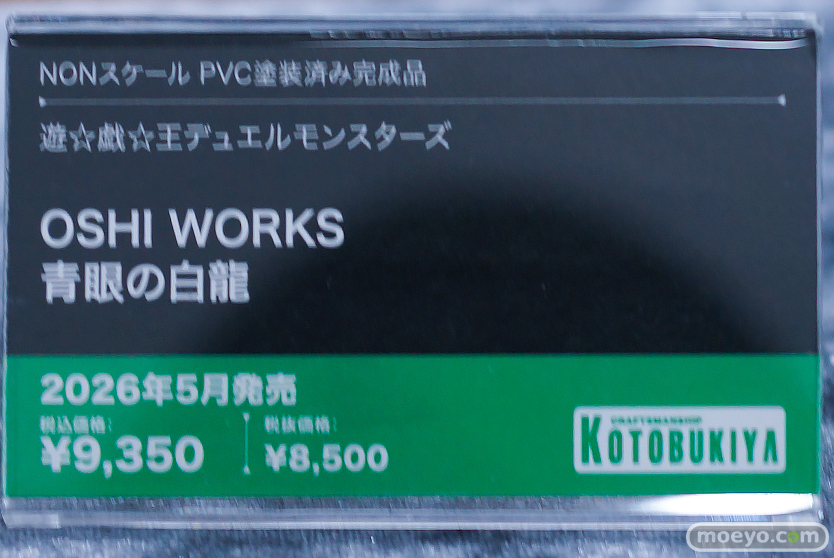 NONスケール PVC塗装済み完成品
遊☆戯☆王デュエルモンスターズ
OSHI WORKS
青眼の白龍
2026年5月発売
税込価格:
¥9,350
税抜価格:
¥8,500
CRAFTSMANSHIP
KOTOBUKIYA
moeyo.com